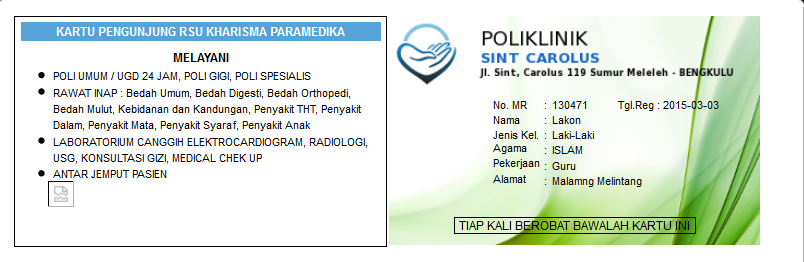 KARTU PENGUNJUNG RSU KHARISMA PARAMEDIKA
MELAYANI
● POLI UMUM / UGD 24 JAM, POLI GIGI, POLI SPESIALIS
● RAWAT INAP : Bedah Umum, Bedah Digesti, Bedah Orthopedi,
Bedah Mulut, Kebidanan dan Kandungan, Penyakit THT, Penyakit
Dalam, Penyakit Mata, Penyakit Syaraf, Penyakit Anak
● LABORATORIUM CANGGIH ELEKTROCARDIOGRAM, RADIOLOGI,
USG, KONSULTASI GIZI, MEDICAL CHEK UP
● ANTAR JEMPUT PASIEN
POLIKLINIK
SINT CAROLUS
Jl. Sint, Carolus 119 Sumur Meleleh - BENGKULU
No. MR : 130471 Tgl.Reg : 2015-03-03
Nama : Lakon
Jenis Kel. : Laki-Laki
Agama : ISLAM
Pekerjaan : Guru
Alamat : Malamng Melintang
TIAP KALI BEROBAT BAWALAH KARTU INI